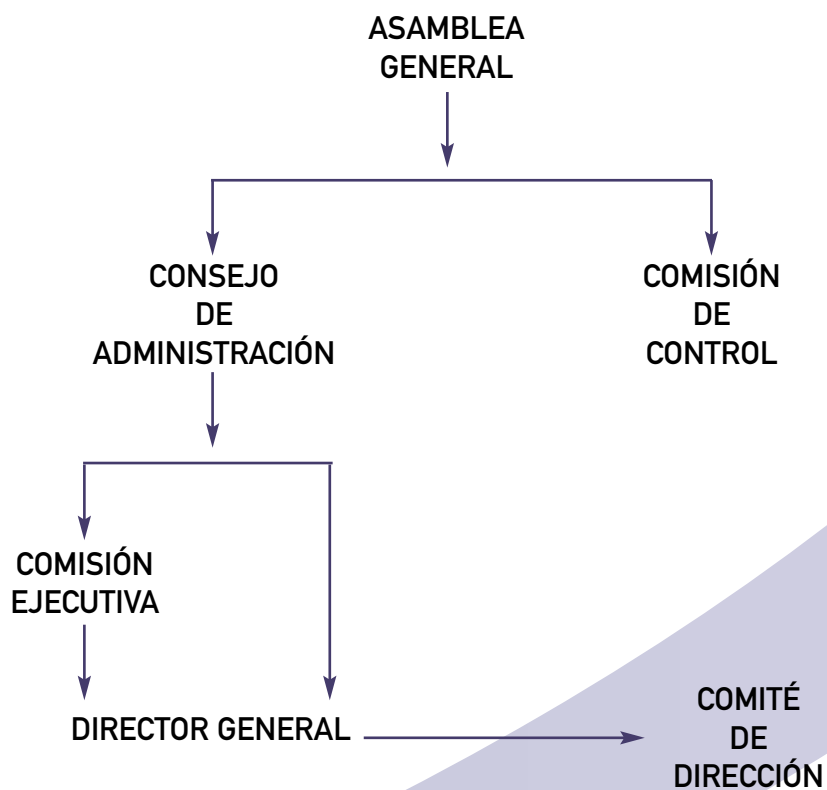 ASAMBLEA
GENERAL
CONSEJO
DE
ADMINISTRACIÓN
COMISIÓN
DE
CONTROL
COMISIÓN
EJECUTIVA
DIRECTOR GENERAL
COMITÉ
DE
DIRECCIÓN